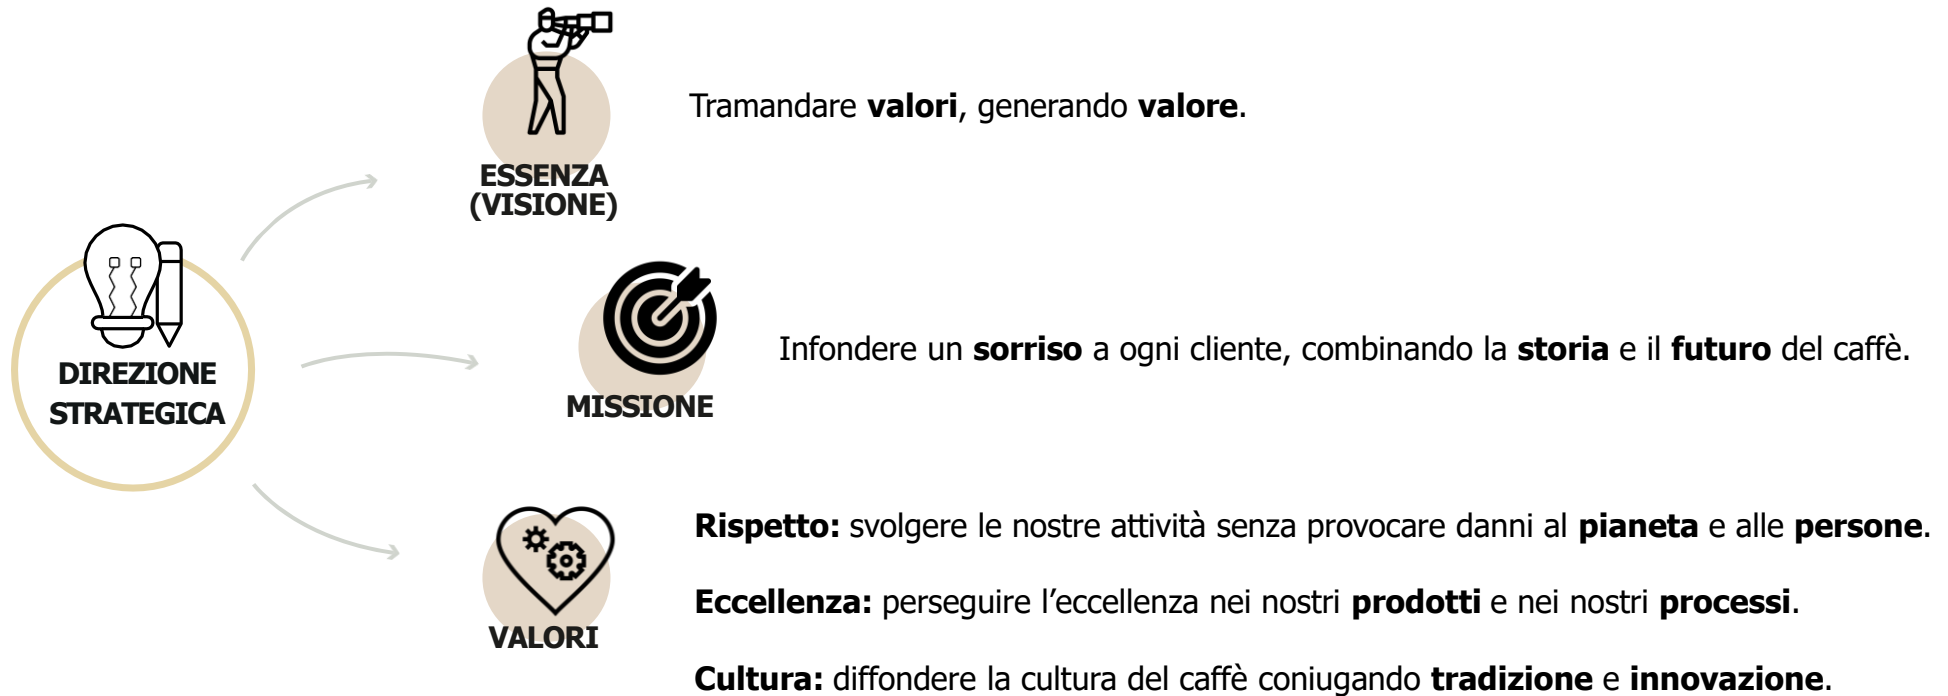 Tramandare valori, generando valore.
ESSENZA
(VISIONE)
DIREZIONE
STRATEGICA
Infondere un sorriso a ogni cliente, combinando la storia e il futuro del caffè.
MISSIONE
Rispetto: svolgere le nostre attività senza provocare danni al pianeta e alle persone.
Eccellenza: perseguire l’eccellenza nei nostri prodotti e nei nostri processi.
VALORI
Cultura: diffondere la cultura del caffè coniugando tradizione e innovazione.